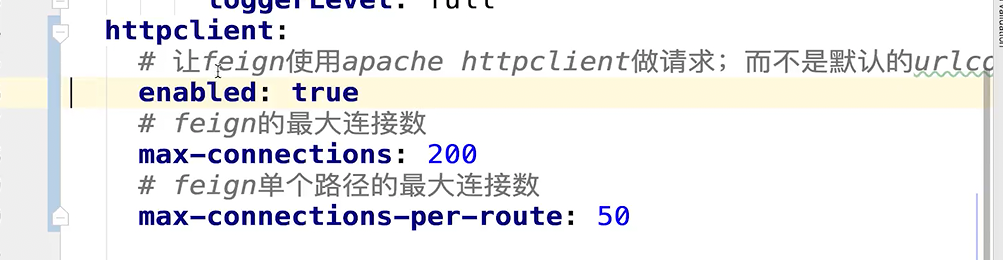 loggerLevel: full
httpclient:
# 让feign使用apache httpclient做请求；而不是默认的urlco
enabled: true
# feign的最大连接数
max-connections: 200
# feign单个路径的最大连接数
max-connections-per-route: 50